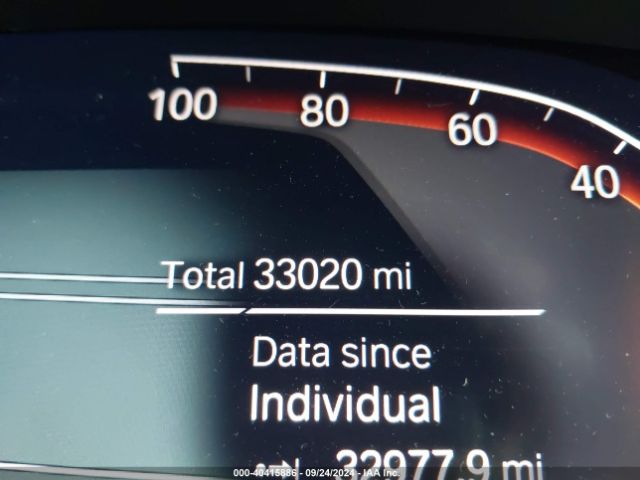 100 80 60 40
Total 33020 mi
Data since
Individual
32977.9 mi
000-40415886 - 09/24/2024 - IAA Inc.